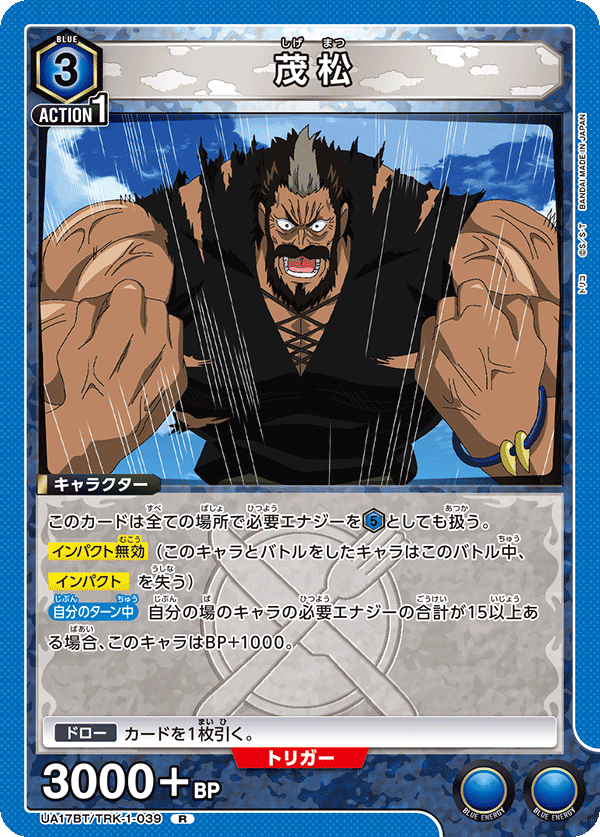 BLUE
3
ACTION1
しげ まつ
茂松
トリコ ©S/S・T BANDAI MADE IN JAPAN
キャラクター
このカードは全ての場所で必要エナジーを5としても扱う。
インパクト無効 (このキャラとバトルをしたキャラはこのバトル中、
インパクト を失う)
自分のターン中 自分の場のキャラの必要エナジーの合計が15以上あ
る場合、このキャラはBP+1000。
ドロー カードを1枚引く。
トリガー
3000+BP
BLUE ENERGY BLUE ENERGY
UA17BT/TRK-1-039 R